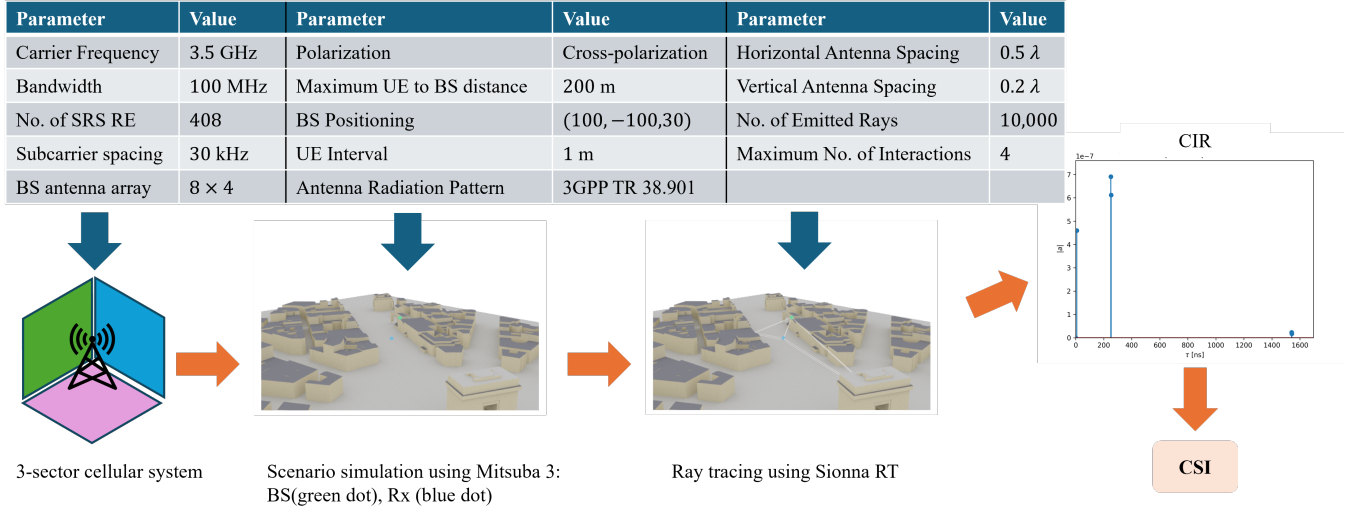 Parameter Value Parameter Value Parameter Value
Carrier Frequency 3.5 GHz Polarization Cross-polarization Horizontal Antenna Spacing 0.5 λ
Bandwidth 100 MHz Maximum UE to BS distance 200 m Vertical Antenna Spacing 0.2 λ
No. of SRS RE 408 BS Positioning (100,−100,30) No. of Emitted Rays 10,000
Subcarrier spacing 30 kHz UE Interval 1 m Maximum No. of Interactions 4
BS antenna array 8 × 4 Antenna Radiation Pattern 3GPP TR 38.901
CIR
1e−7
7
6
5
4
3
2
1
0
|a|
0 200 400 600 800 1000 1200 1400 1600
τ [ns]
CSI
3-sector cellular system
Scenario simulation using Mitsuba 3:
BS(green dot), Rx (blue dot)
Ray tracing using Sionna RT